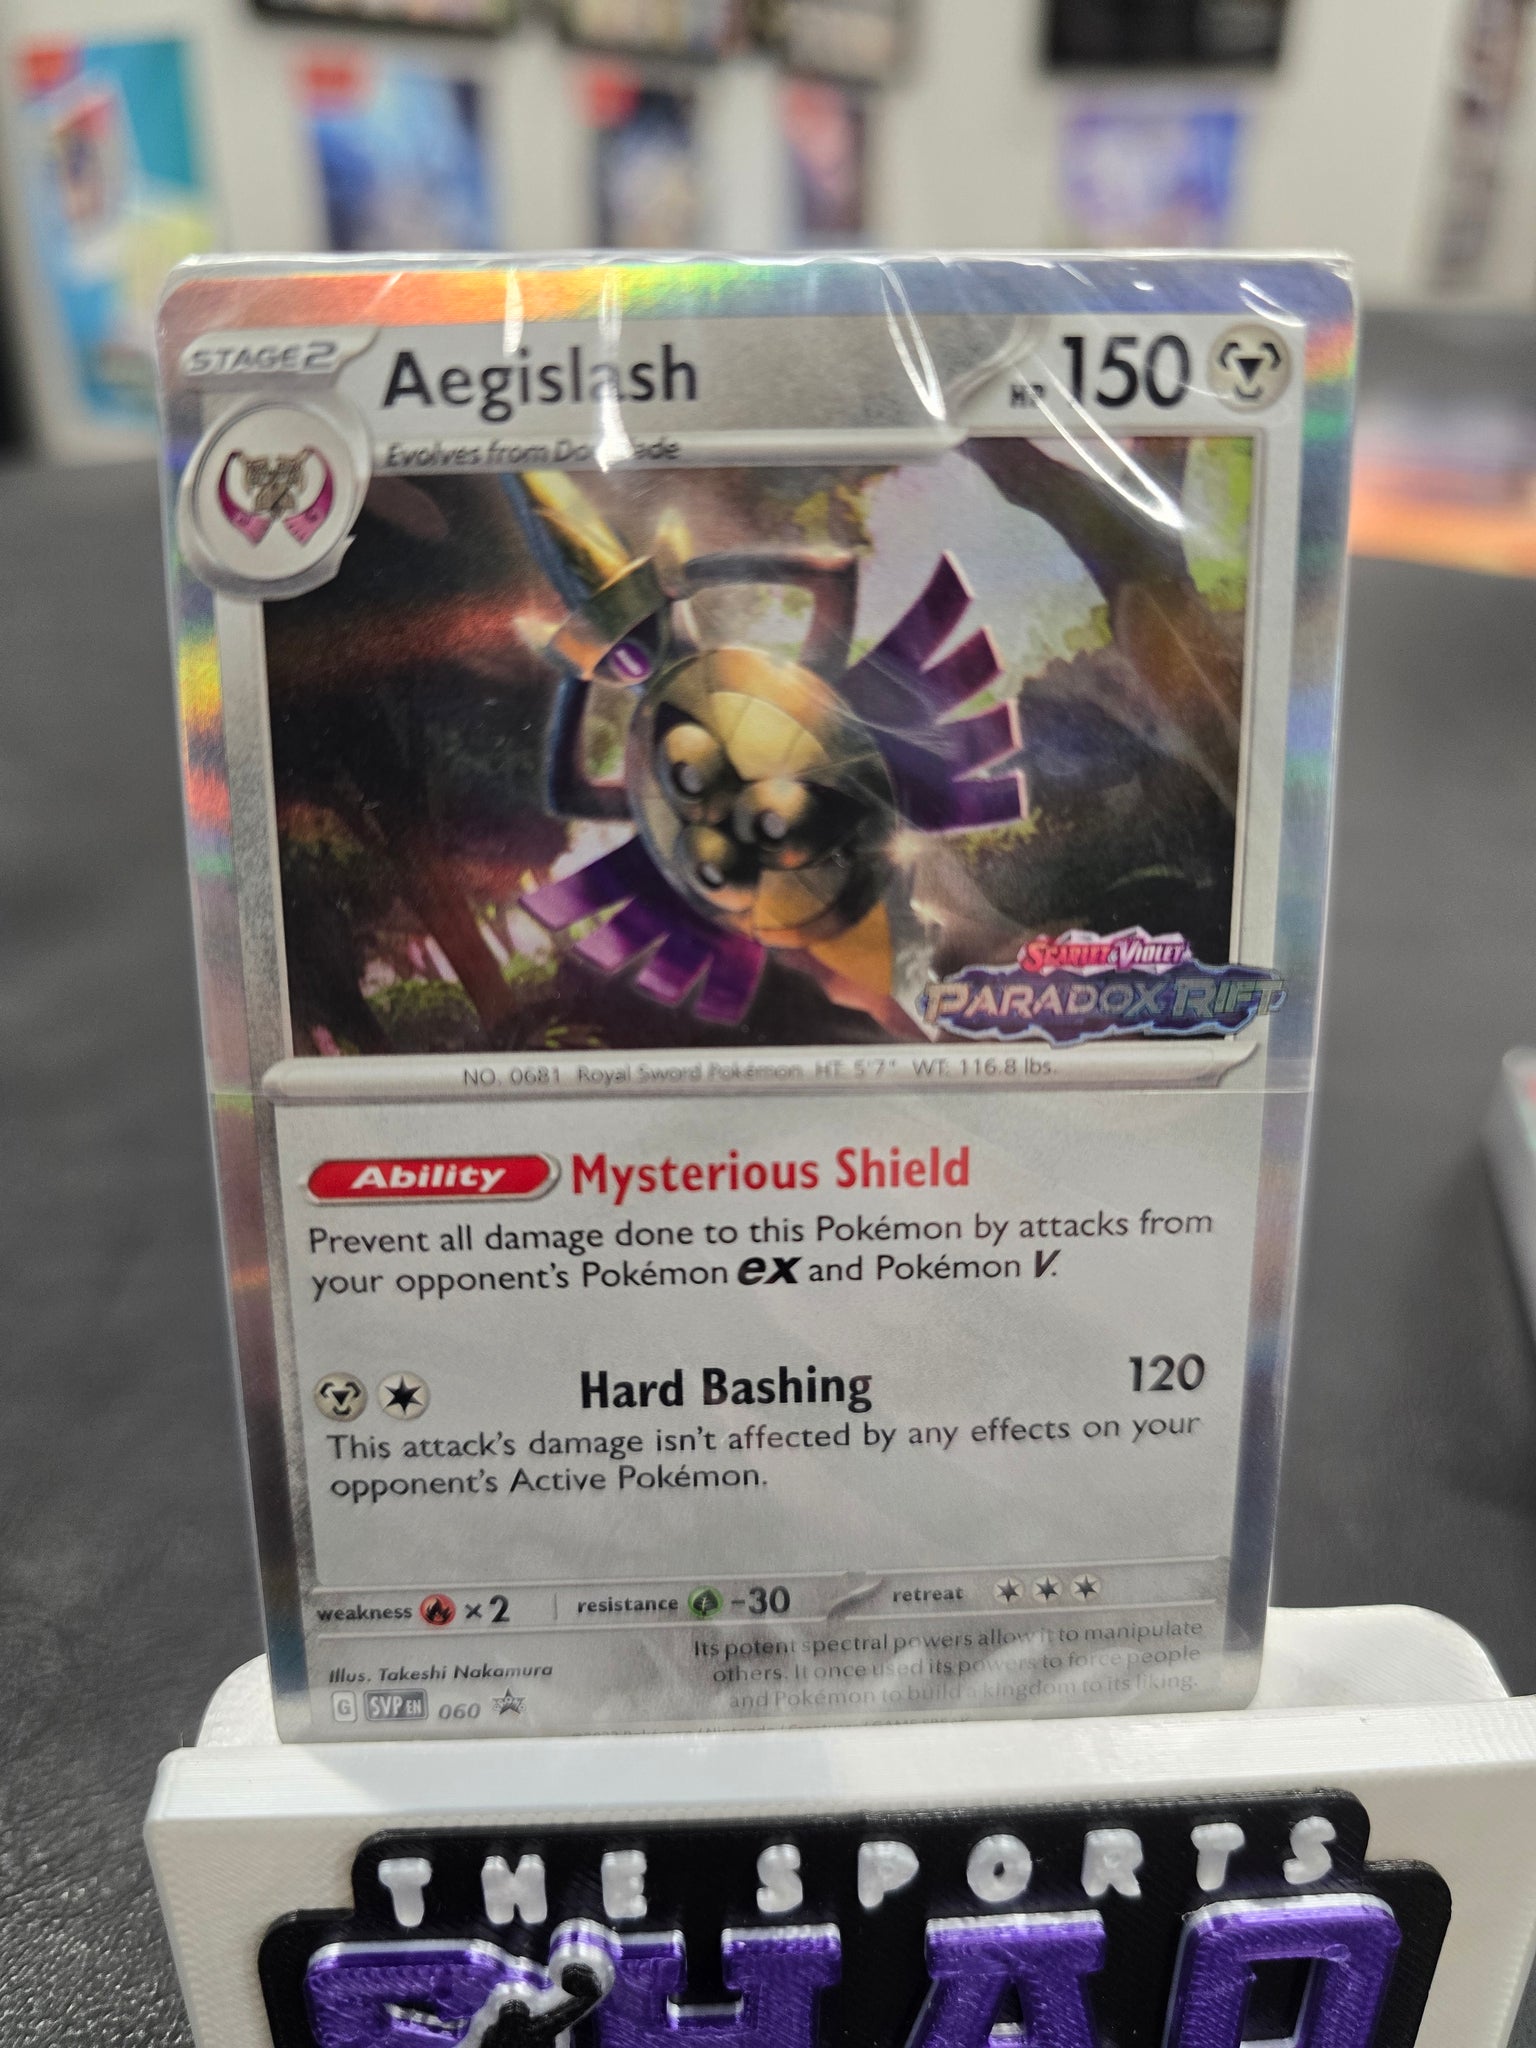 STAGE 2
Aegislash
HP 150
Evolves from
SCARLET & VIOLET
PARADOX RIFT
NO. 0681 Royal Sword Pokémon HT: 5'7" WT: 116.8 lbs.
Ability Mysterious Shield
Prevent all damage done to this Pokémon by attacks from
your opponent's Pokémon ex and Pokémon V.
Hard Bashing 120
This attack's damage isn't affected by any effects on your
opponent's Active Pokémon.
weakness ×2 resistance -30 retreat
Its potent spectral powers allow it to manipulate
others. It once used its powers to force people
and Pokémon to build a kingdom to its liking.
Illus. Takeshi Nakamura
G SVP EN 060
THE SPORTS